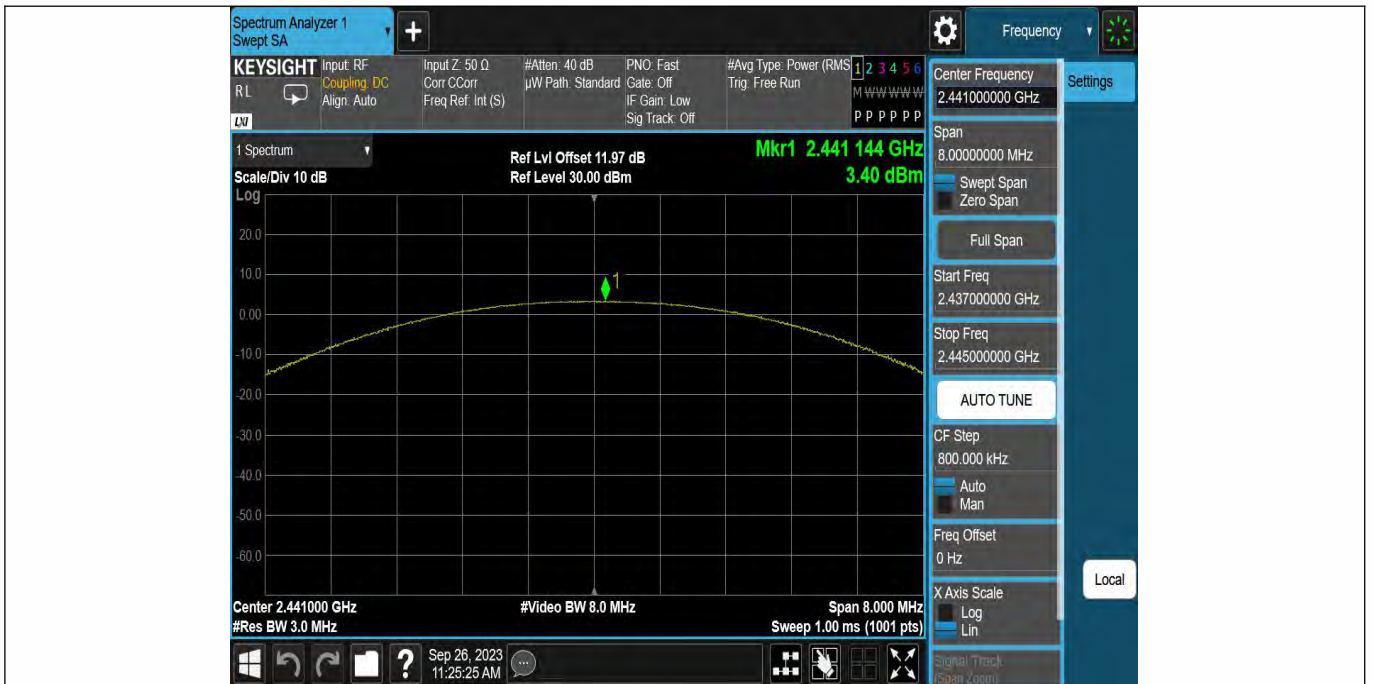 Spectrum Analyzer 1
Swept SA
+
Frequency
KEYSIGHT
R L
LXI
Input: RF
Coupling: DC
Align: Auto
Input Z: 50 Ω
Corr CCorr
Freq Ref: Int (S)
#Atten: 40 dB
µW Path: Standard
PNO: Fast
Gate: Off
IF Gain: Low
Sig Track: Off
#Avg Type: Power (RMS
Trig: Free Run
1 2 3 4 5 6
M W W W W W
P P P P P P
1 Spectrum
Scale/Div 10 dB
Log
Ref Lvl Offset 11.97 dB
Ref Level 30.00 dBm
Mkr1 2.441 144 GHz
3.40 dBm
20.0
10.0
0.00
-10.0
-20.0
-30.0
-40.0
-50.0
-60.0
1
Center 2.441000 GHz
#Res BW 3.0 MHz
#Video BW 8.0 MHz
Span 8.000 MHz
Sweep 1.00 ms (1001 pts)
Center Frequency
2.441000000 GHz
Span
8.00000000 MHz
Swept Span
Zero Span
Full Span
Start Freq
2.437000000 GHz
Stop Freq
2.445000000 GHz
AUTO TUNE
CF Step
800.000 kHz
Auto
Man
Freq Offset
0 Hz
X Axis Scale
Log
Lin
Signal Track
(Span Zoom)
Settings
Local
?
Sep 26, 2023
11:25:25 AM